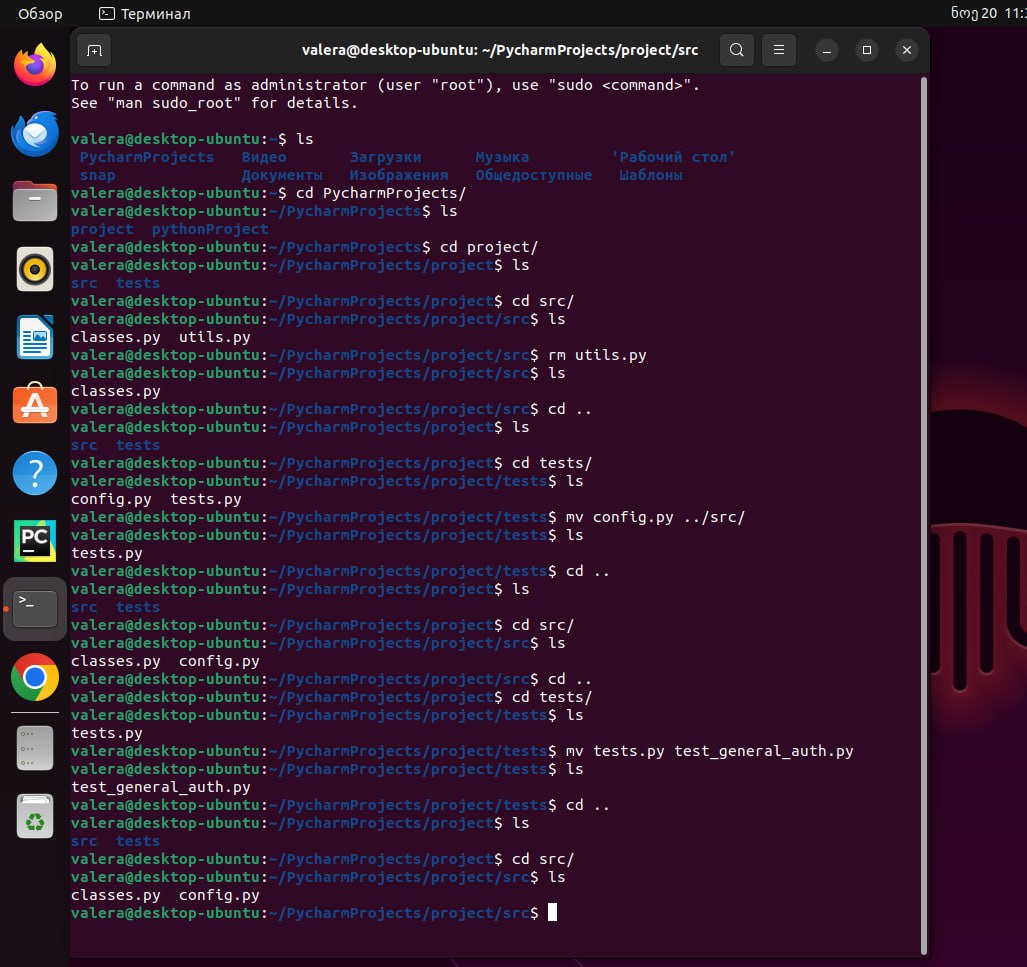 Обзор Терминал ნოე 20 11:3
valera@desktop-ubuntu: ~/PycharmProjects/project/src
To run a command as administrator (user "root"), use "sudo <command>".
See "man sudo_root" for details.
valera@desktop-ubuntu:~$ ls
PycharmProjects Видео Загрузки Музыка 'Рабочий стол'
snap Документы Изображения Общедоступные Шаблоны
valera@desktop-ubuntu:~$ cd PycharmProjects/
valera@desktop-ubuntu:~/PycharmProjects$ ls
project pythonProject
valera@desktop-ubuntu:~/PycharmProjects$ cd project/
valera@desktop-ubuntu:~/PycharmProjects/project$ ls
src tests
valera@desktop-ubuntu:~/PycharmProjects/project$ cd src/
valera@desktop-ubuntu:~/PycharmProjects/project/src$ ls
classes.py utils.py
valera@desktop-ubuntu:~/PycharmProjects/project/src$ rm utils.py
valera@desktop-ubuntu:~/PycharmProjects/project/src$ ls
classes.py
valera@desktop-ubuntu:~/PycharmProjects/project/src$ cd ..
valera@desktop-ubuntu:~/PycharmProjects/project$ ls
src tests
valera@desktop-ubuntu:~/PycharmProjects/project$ cd tests/
valera@desktop-ubuntu:~/PycharmProjects/project/tests$ ls
config.py tests.py
valera@desktop-ubuntu:~/PycharmProjects/project/tests$ mv config.py ../src/
valera@desktop-ubuntu:~/PycharmProjects/project/tests$ ls
tests.py
valera@desktop-ubuntu:~/PycharmProjects/project/tests$ cd ..
valera@desktop-ubuntu:~/PycharmProjects/project$ ls
src tests
valera@desktop-ubuntu:~/PycharmProjects/project$ cd src/
valera@desktop-ubuntu:~/PycharmProjects/project/src$ ls
classes.py config.py
valera@desktop-ubuntu:~/PycharmProjects/project/src$ cd ..
valera@desktop-ubuntu:~/PycharmProjects/project$ cd tests/
valera@desktop-ubuntu:~/PycharmProjects/project/tests$ ls
tests.py
valera@desktop-ubuntu:~/PycharmProjects/project/tests$ mv tests.py test_general_auth.py
valera@desktop-ubuntu:~/PycharmProjects/project/tests$ ls
test_general_auth.py
valera@desktop-ubuntu:~/PycharmProjects/project/tests$ cd ..
valera@desktop-ubuntu:~/PycharmProjects/project$ ls
src tests
valera@desktop-ubuntu:~/PycharmProjects/project$ cd src/
valera@desktop-ubuntu:~/PycharmProjects/project/src$ ls
classes.py config.py
valera@desktop-ubuntu:~/PycharmProjects/project/src$
PC